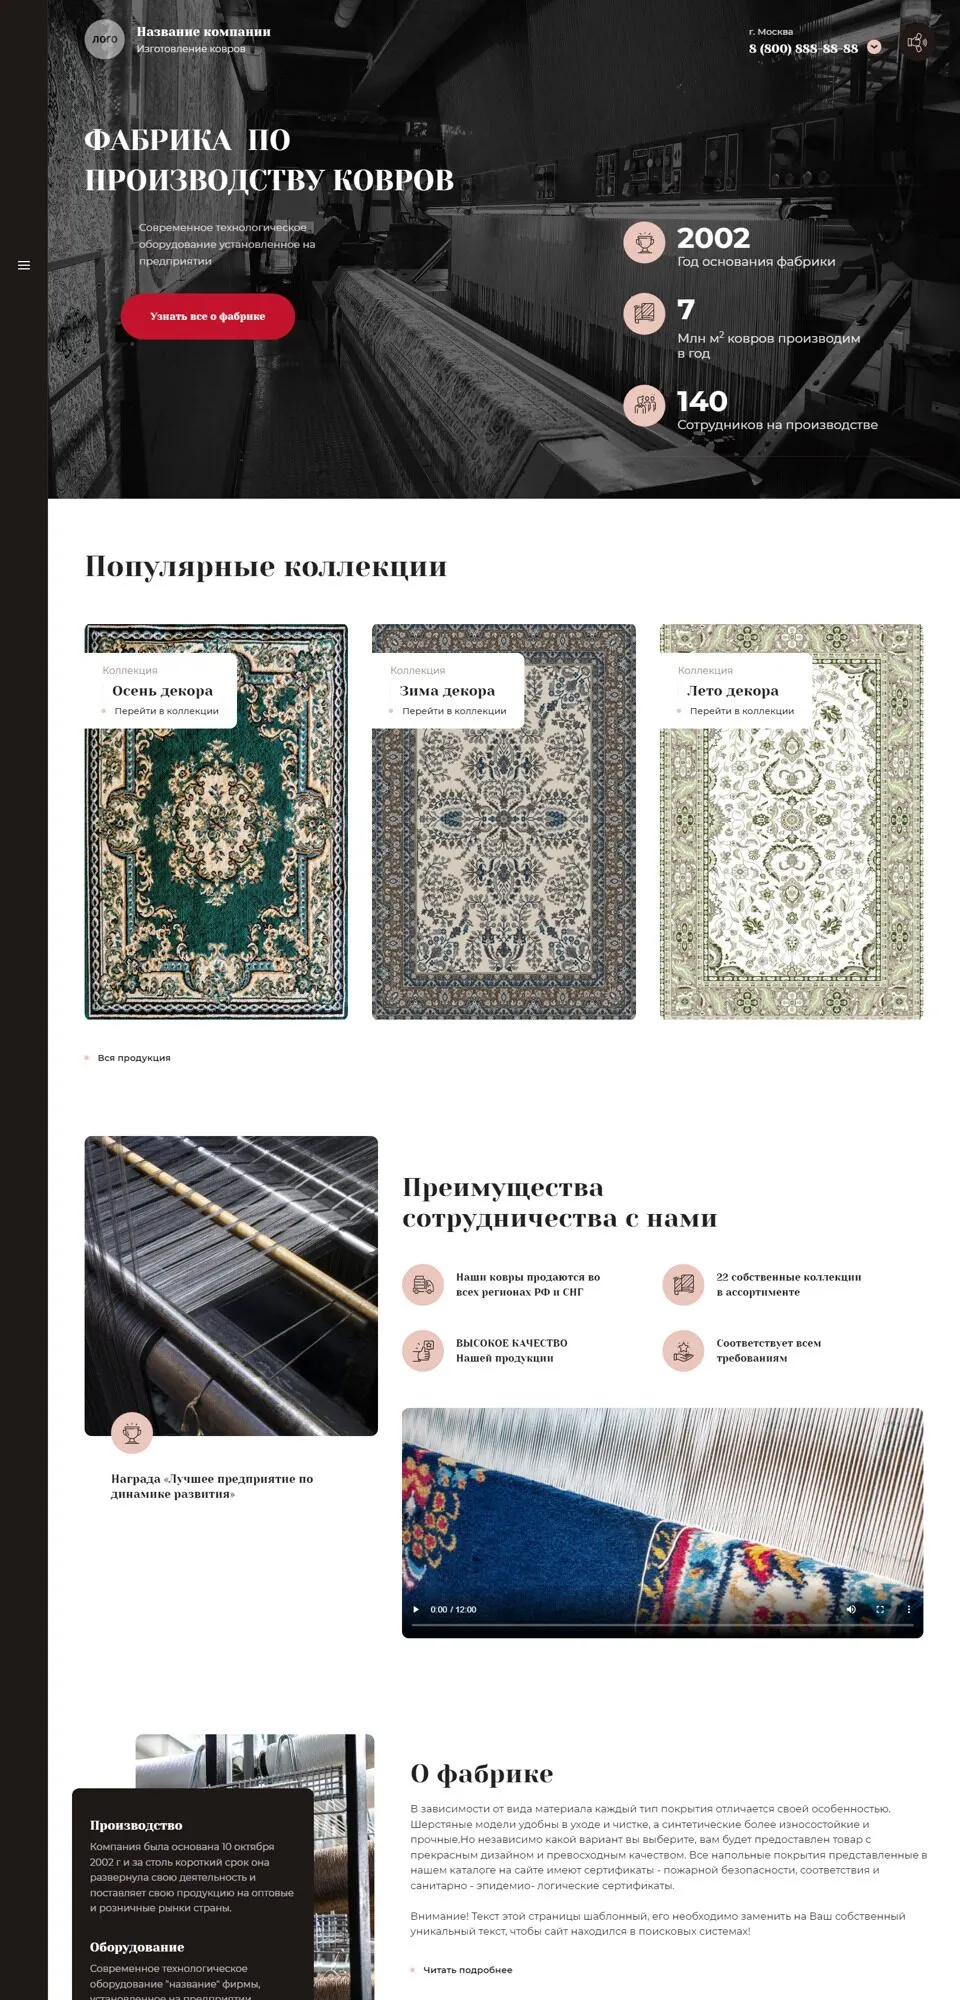 лого
Название компании
Изготовление ковров
г. Москва
8 (800) 888-88-88
ФАБРИКА ПО
ПРОИЗВОДСТВУ КОВРОВ
Современное технологическое
оборудование установленное на
предприятии
Узнать все о фабрике
2002
Год основания фабрики
7
Млн м² ковров производим
в год
140
Сотрудников на производстве
Популярные коллекции
Коллекция
Осень декора
Перейти в коллекции
Коллекция
Зима декора
Перейти в коллекции
Коллекция
Лето декора
Перейти в коллекции
Вся продукция
Преимущества
сотрудничества с нами
Наши ковры продаются во
всех регионах РФ и СНГ
22 собственные коллекции
в ассортименте
ВЫСОКОЕ КАЧЕСТВО
Нашей продукции
Соответствует всем
требованиям
Награда «Лучшее предприятие по
динамике развития»
0:00 / 12:00
О фабрике
В зависимости от вида материала каждый тип покрытия отличается своей особенностью.
Шерстяные модели удобны в уходе и чистке, а синтетические более износостойкие и
прочные.Но независимо какой вариант вы выберите, вам будет предоставлен товар с
прекрасным дизайном и превосходным качеством. Все напольные покрытия представленные в
нашем каталоге на сайте имеют сертификаты - пожарной безопасности, соответствия и
санитарно - эпидемио- логические сертификаты.
Внимание! Текст этой страницы шаблонный, его необходимо заменить на Ваш собственный
уникальный текст, чтобы сайт находился в поисковых системах!
Читать подробнее
Производство
Компания была основана 10 октября
2002 г и за столь короткий срок она
развернула свою деятельность и
поставляет свою продукцию на оптовые
и розничные рынки страны.
Оборудование
Современное технологическое
оборудование "название" фирмы,
установленное на предприятии